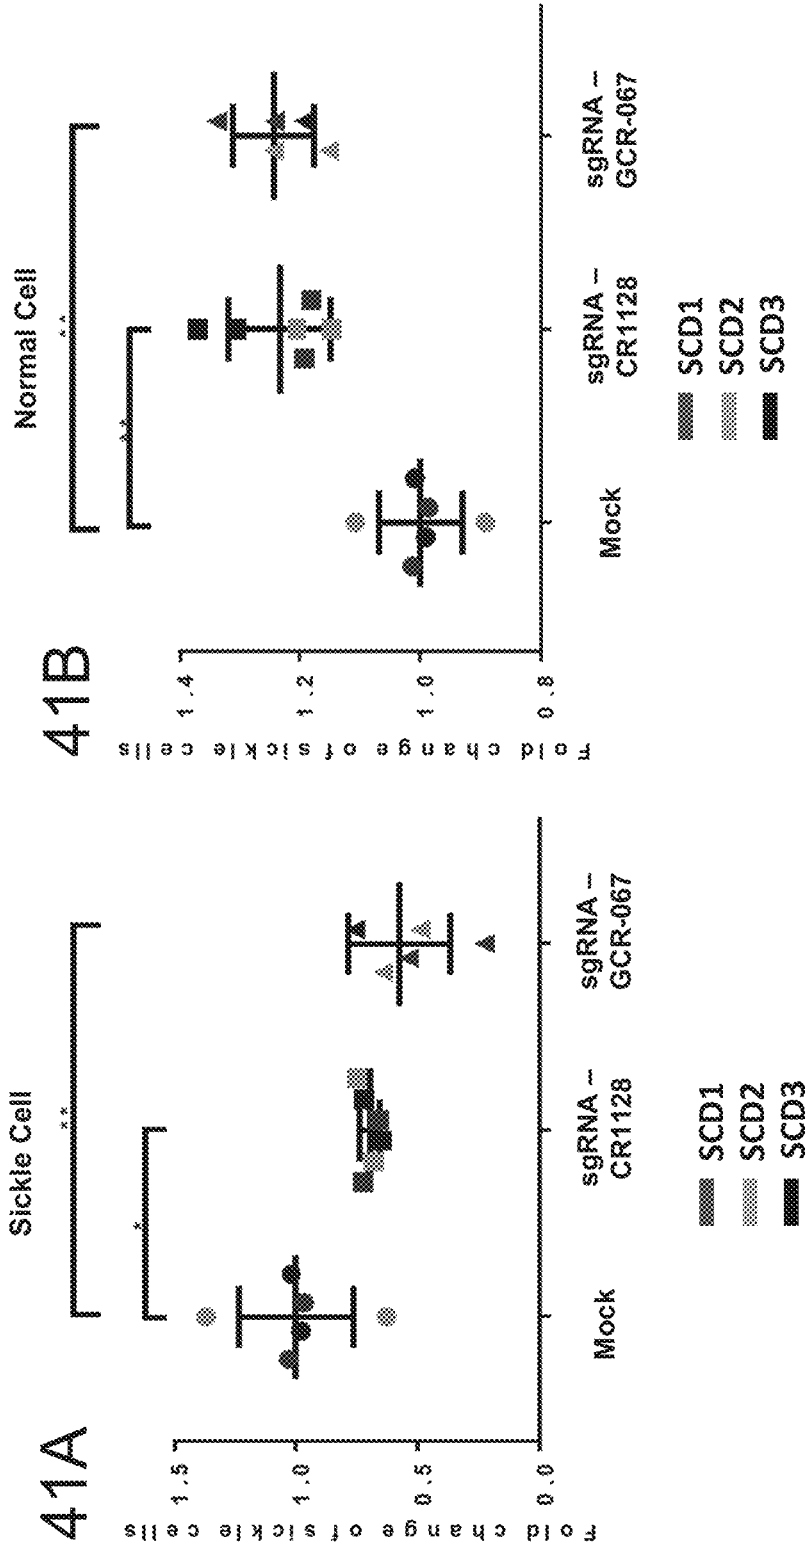 41A
Sickle Cell
**
*
Fold change of sickle cells
1.5
1.0
0.5
0.0
Mock
sgRNA –
CR1128
sgRNA –
GCR-067
SCD1
SCD2
SCD3
41B
Normal Cell
**
**
Fold change of sickle cells
1.4
1.2
1.0
0.8
Mock
sgRNA –
CR1128
sgRNA –
GCR-067
SCD1
SCD2
SCD3